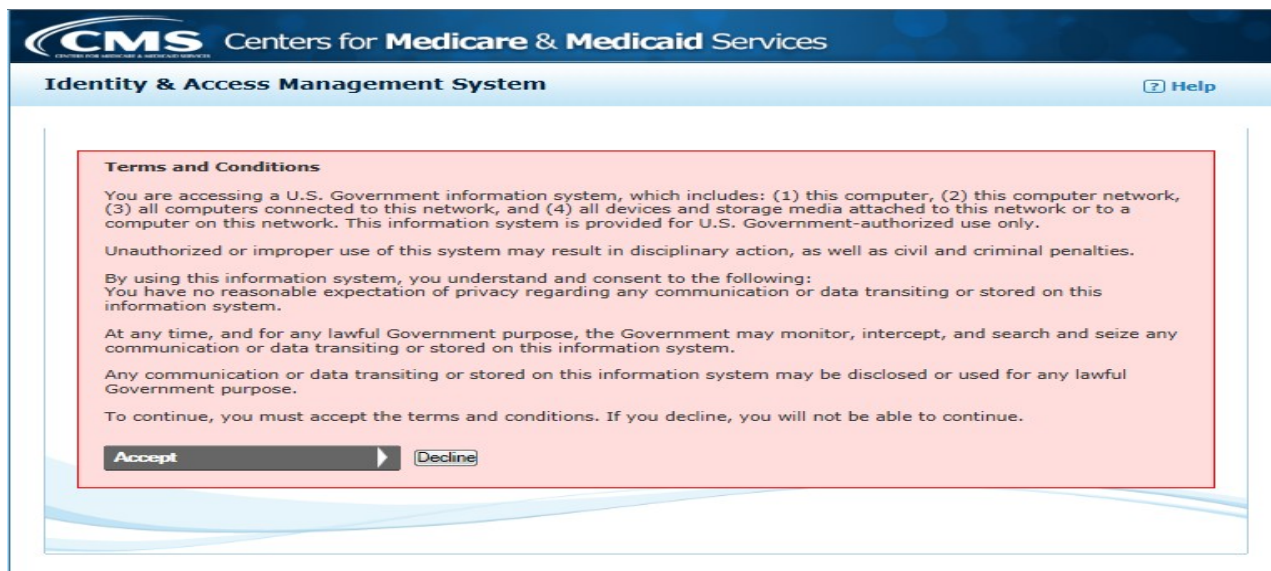 CMS Centers for Medicare & Medicaid Services
CENTERS FOR MEDICARE & MEDICAID SERVICES
Identity & Access Management System
? Help
Terms and Conditions
You are accessing a U.S. Government information system, which includes: (1) this computer, (2) this computer network,
(3) all computers connected to this network, and (4) all devices and storage media attached to this network or to a
computer on this network. This information system is provided for U.S. Government-authorized use only.
Unauthorized or improper use of this system may result in disciplinary action, as well as civil and criminal penalties.
By using this information system, you understand and consent to the following:
You have no reasonable expectation of privacy regarding any communication or data transiting or stored on this
information system.
At any time, and for any lawful Government purpose, the Government may monitor, intercept, and search and seize any
communication or data transiting or stored on this information system.
Any communication or data transiting or stored on this information system may be disclosed or used for any lawful
Government purpose.
To continue, you must accept the terms and conditions. If you decline, you will not be able to continue.
Accept Decline